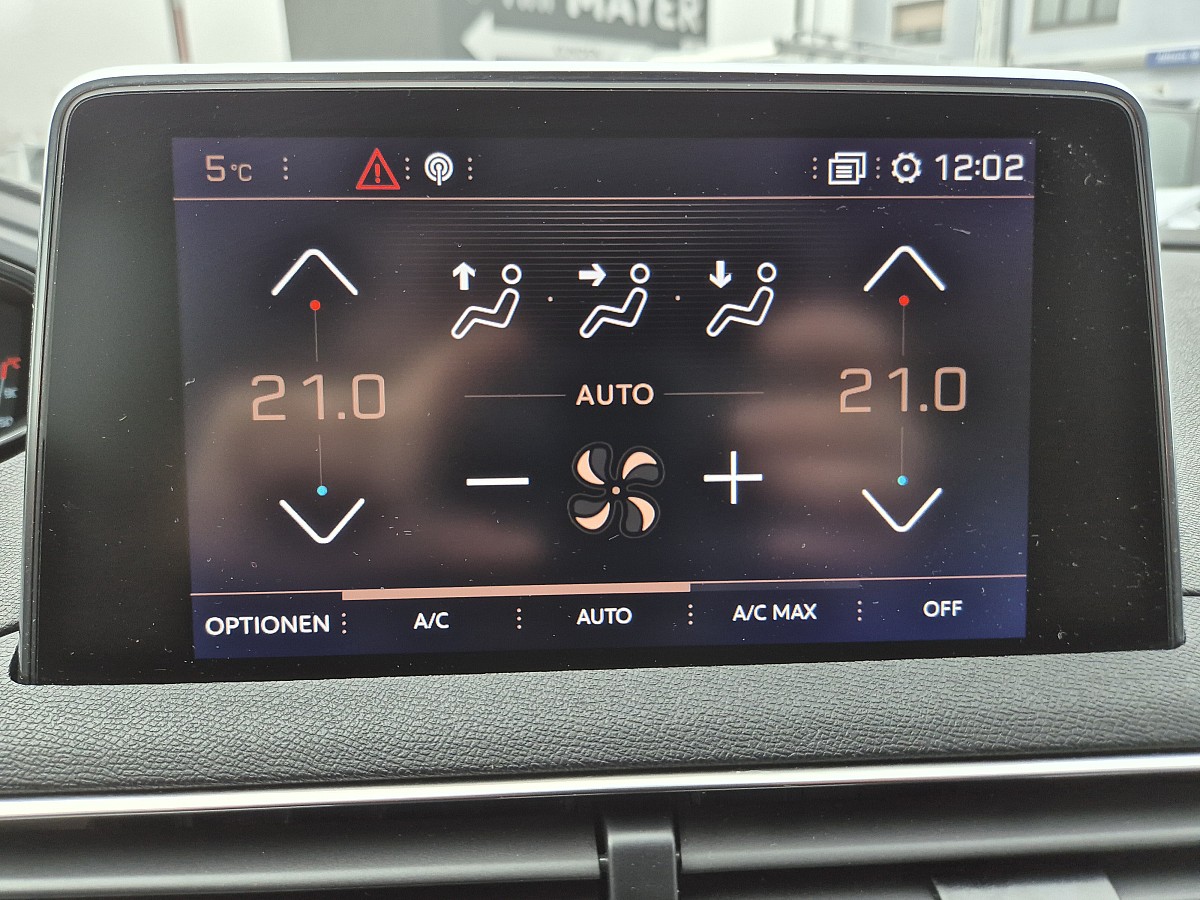 MAYER
5°C
12:02
21.0
21.0
AUTO
OPTIONEN
A/C
AUTO
A/C MAX
OFF